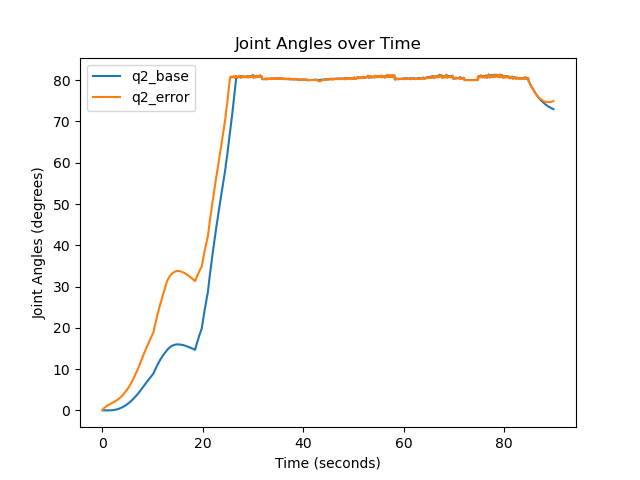 Joint Angles over Time
q2_base
q2_error
Joint Angles (degrees)
80
70
60
50
40
30
20
10
0
0 20 40 60 80
Time (seconds)